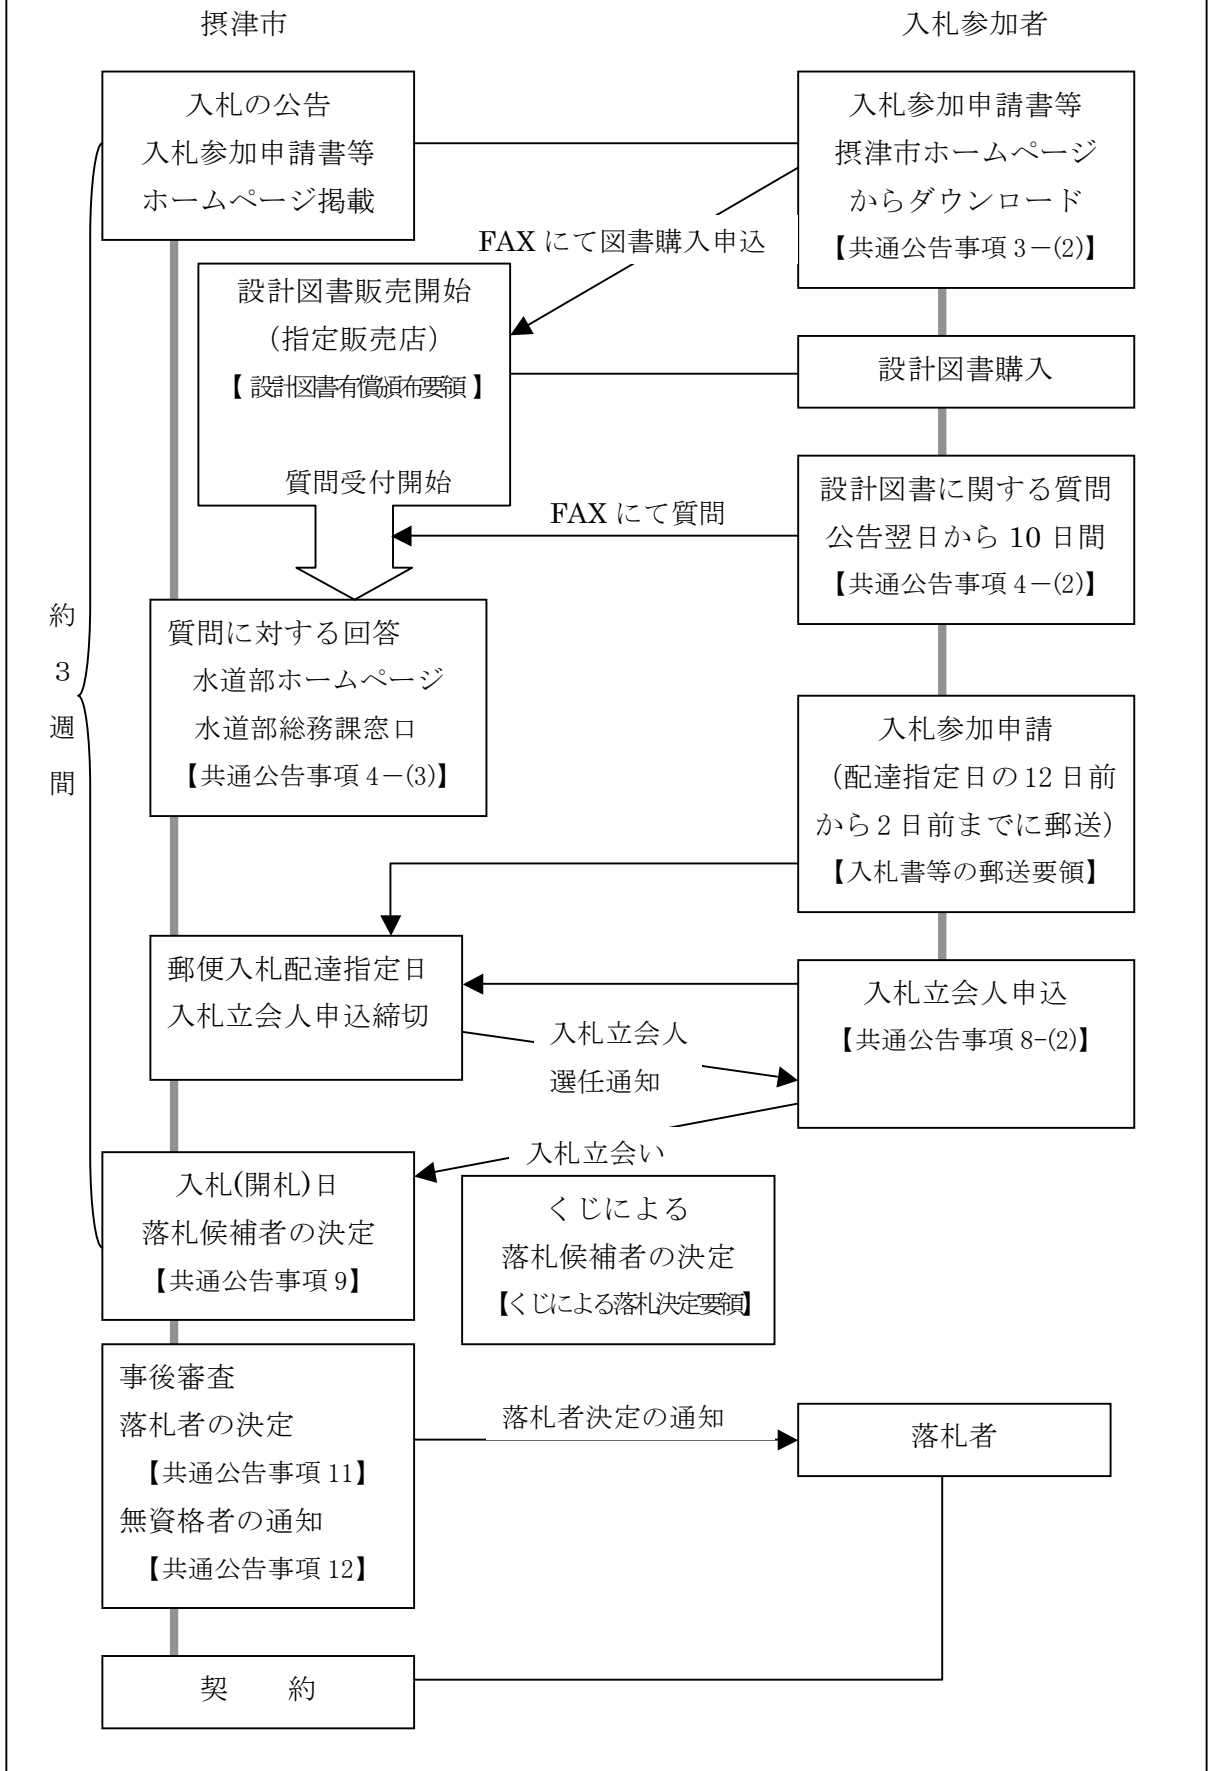 摂津市
入札参加者
入札の公告
入札参加申請書等
ホームページ掲載
入札参加申請書等
摂津市ホームページ
からダウンロード
【共通公告事項 3－(2)】
FAX にて図書購入申込
設計図書販売開始
（指定販売店）
【 設計図書有償頒布要領 】
質問受付開始
設計図書購入
設計図書に関する質問
公告翌日から 10 日間
【共通公告事項 4－(2)】
FAX にて質問
約
３
週
間
質問に対する回答
水道部ホームページ
水道部総務課窓口
【共通公告事項 4－(3)】
入札参加申請
（配達指定日の 12 日前
から 2 日前までに郵送）
【入札書等の郵送要領】
郵便入札配達指定日
入札立会人申込締切
入札立会人申込
【共通公告事項 8-(2)】
入札立会人
選任通知
入札立会い
入札(開札)日
落札候補者の決定
【共通公告事項 9】
くじによる
落札候補者の決定
【くじによる落札決定要領】
事後審査
落札者の決定
【共通公告事項 11】
無資格者の通知
【共通公告事項 12】
落札者決定の通知
落札者
契　　約